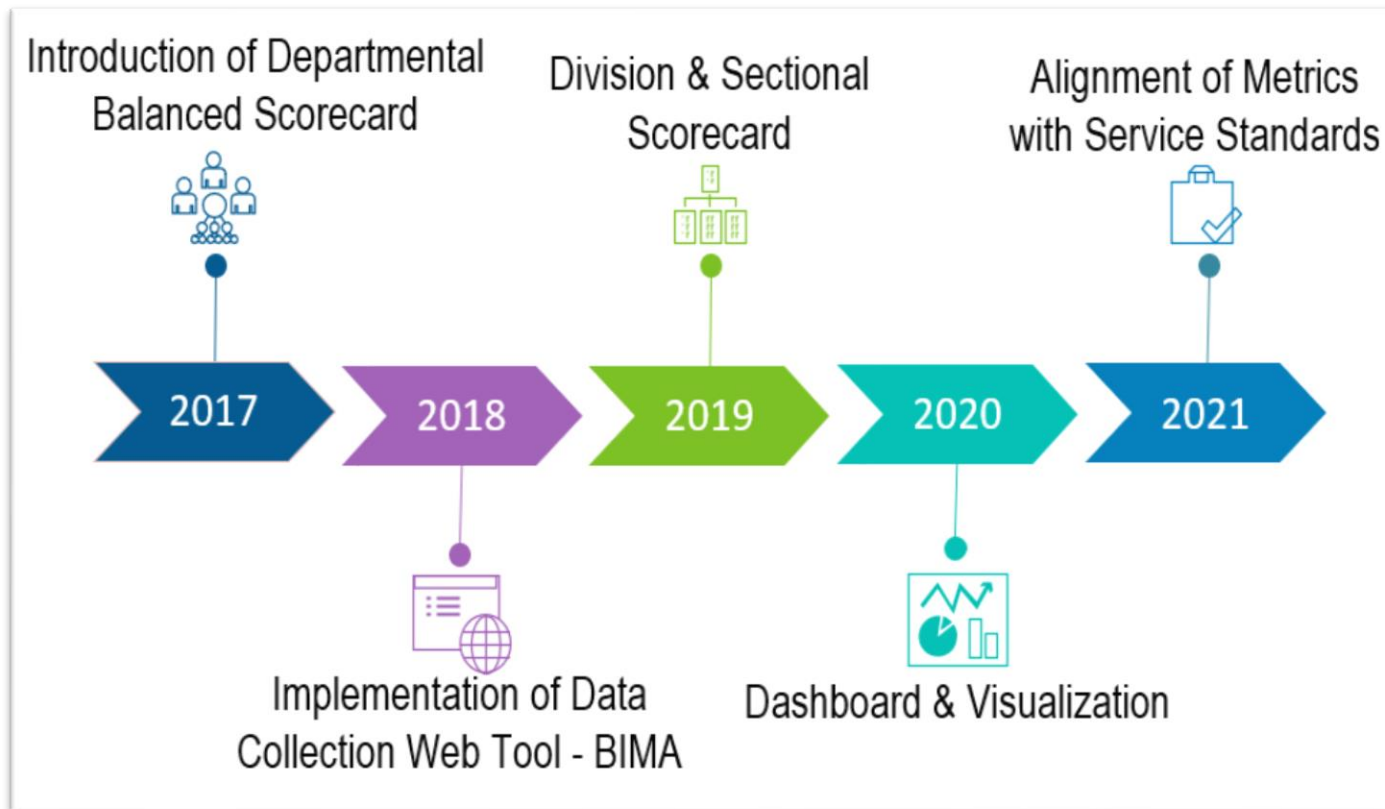 Introduction of Departmental
Balanced Scorecard
Division & Sectional
Scorecard
Alignment of Metrics
with Service Standards
2017
2018
2019
2020
2021
Implementation of Data
Collection Web Tool - BIMA
Dashboard & Visualization